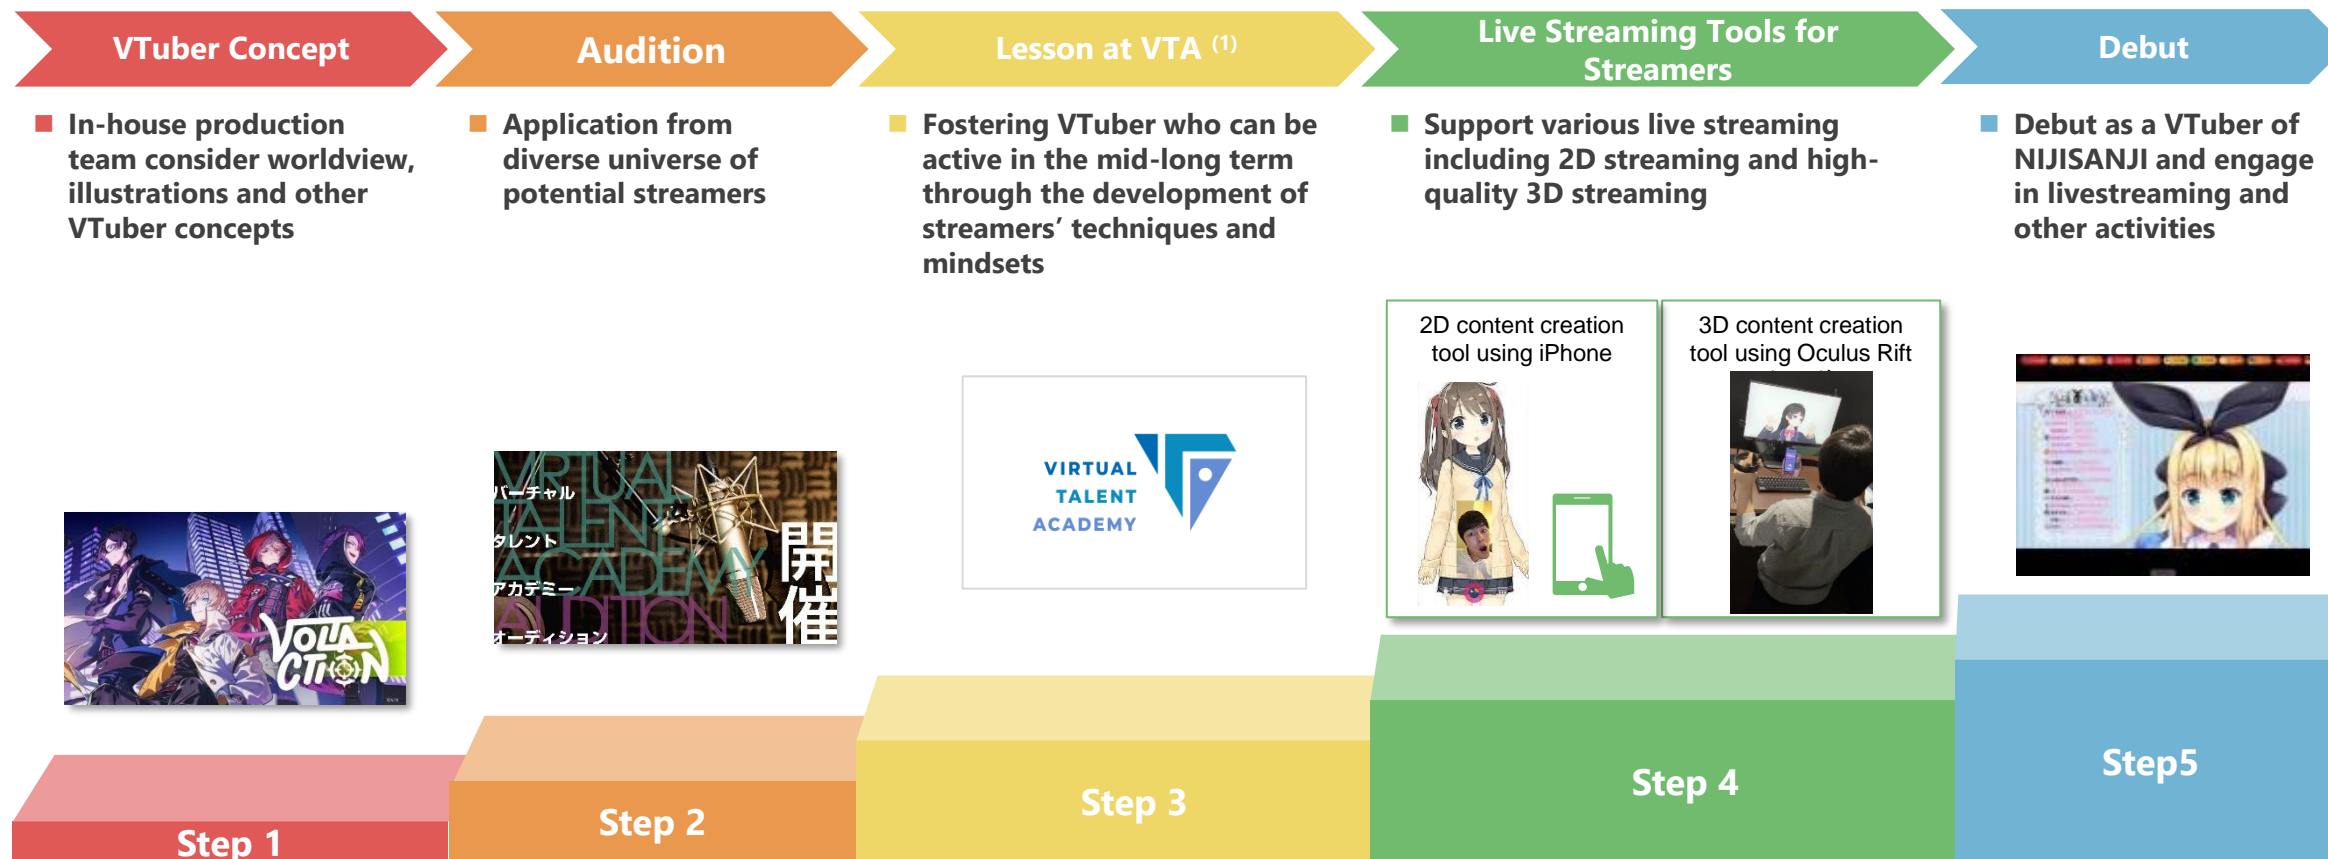 VTuber Concept
Audition
Lesson at VTA (1)
Live Streaming Tools for
Streamers
Debut
In-house production
team consider worldview,
illustrations and other
VTuber concepts
Application from
diverse universe of
potential streamers
Fostering VTuber who can be
active in the mid-long term
through the development of
streamers’ techniques and
mindsets
Support various live streaming
including 2D streaming and high-
quality 3D streaming
Debut as a VTuber of
NIJISANJI and engage
in livestreaming and
other activities
VOLTA
CTION
VIRTUAL
バーチャル
TALENT
タレント
ACADEMY
アカデミー
AUDITION
オーディション
開
催
VIRTUAL
TALENT
ACADEMY
2D content creation
tool using iPhone
3D content creation
tool using Oculus Rift
Step 1
Step 2
Step 3
Step 4
Step5